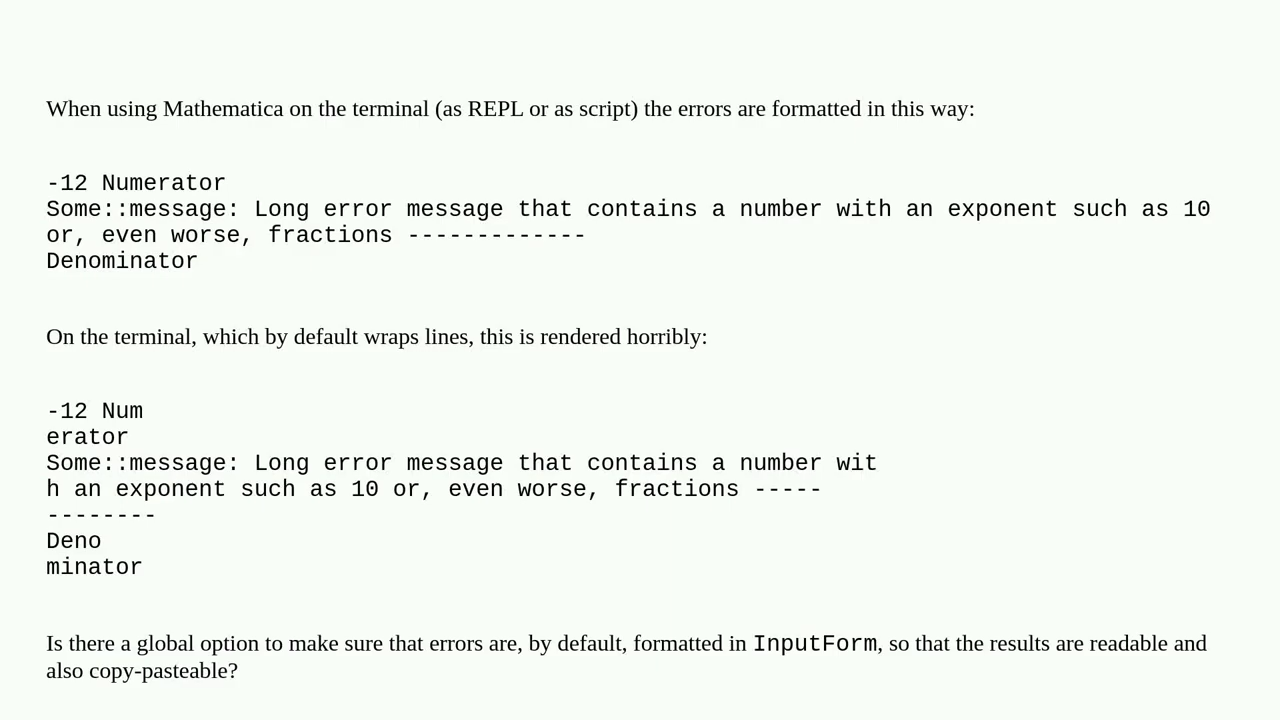 When using Mathematica on the terminal (as REPL or as script) the errors are formatted in this way:
-12 Numerator
Some::message: Long error message that contains a number with an exponent such as 10
or, even worse, fractions -------------
Denominator
On the terminal, which by default wraps lines, this is rendered horribly:
-12 Num
erator
Some::message: Long error message that contains a number wit
h an exponent such as 10 or, even worse, fractions -----
--------
Deno
minator
Is there a global option to make sure that errors are, by default, formatted in InputForm, so that the results are readable and
also copy-pasteable?